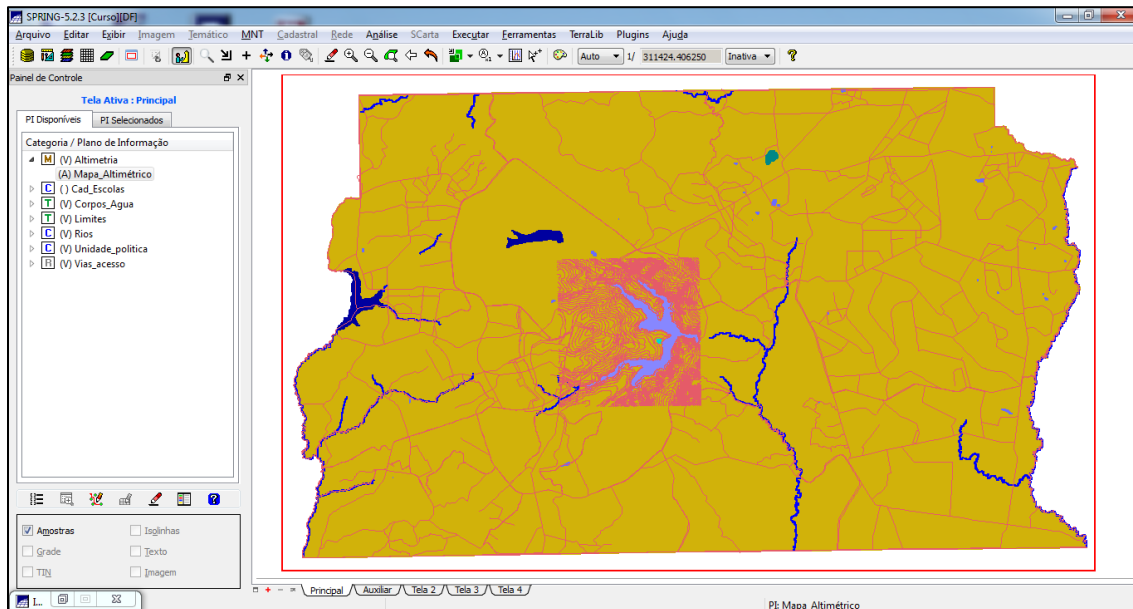 SPRING-5.2.3 [Curso][DF]
Arquivo Editar Exibir Imagem Temático MNT Cadastral Rede Análise SCarta Executar Ferramentas TerraLib Plugins Ajuda
Auto 1/ 311424.406250 Inativa
Painel de Controle
Tela Ativa : Principal
PI Disponíveis PI Selecionados
Categoria / Plano de Informação
M (V) Altimetria
(A) Mapa_Altimétrico
C ( ) Cad_Escolas
T (V) Corpos_Agua
T (V) Limites
C (V) Rios
C (V) Unidade_politica
R (V) Vias_acesso
Amostras Isolinhas
Grade Texto
TIN Imagem
Principal Auxiliar Tela 2 Tela 3 Tela 4
I...
PI: Mapa_Altimétrico